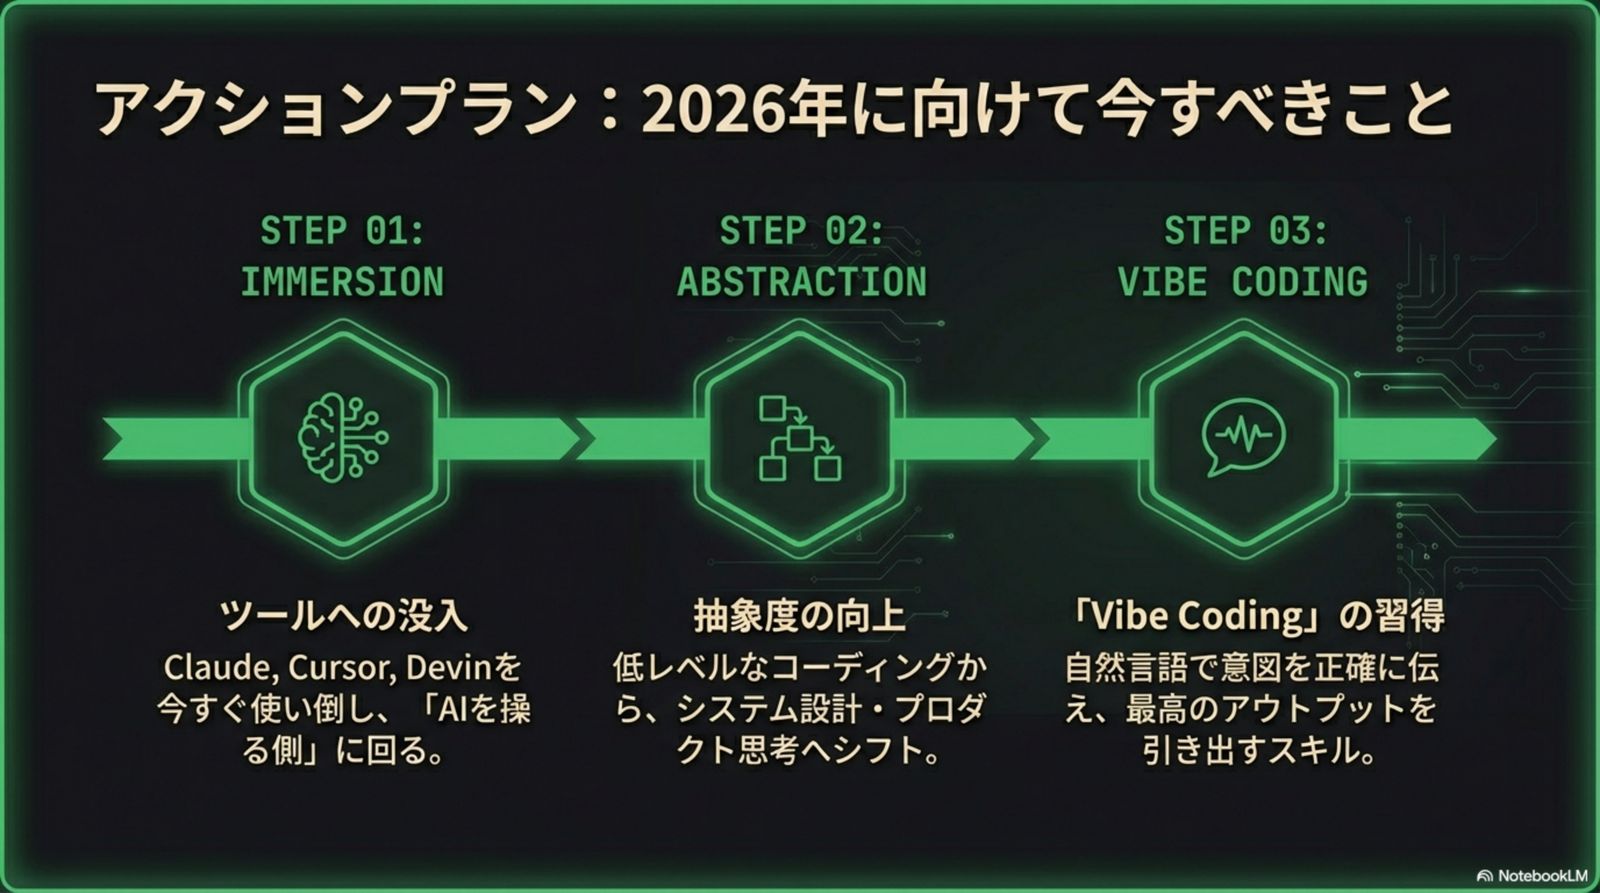 アクションプラン：2026年に向けて今すべきこと
STEP 01:
IMMERSION
ツールへの没入
Claude, Cursor, Devinを
今すぐ使い倒し、「AIを操
る側」に回る。
STEP 02:
ABSTRACTION
抽象度の向上
低レベルなコーディングか
ら、システム設計・プロダ
クト思考へシフト。
STEP 03:
VIBE CODING
「Vibe Coding」の習得
自然言語で意図を正確に伝
え、最高のアウトプットを
引き出すスキル。
NotebookLM